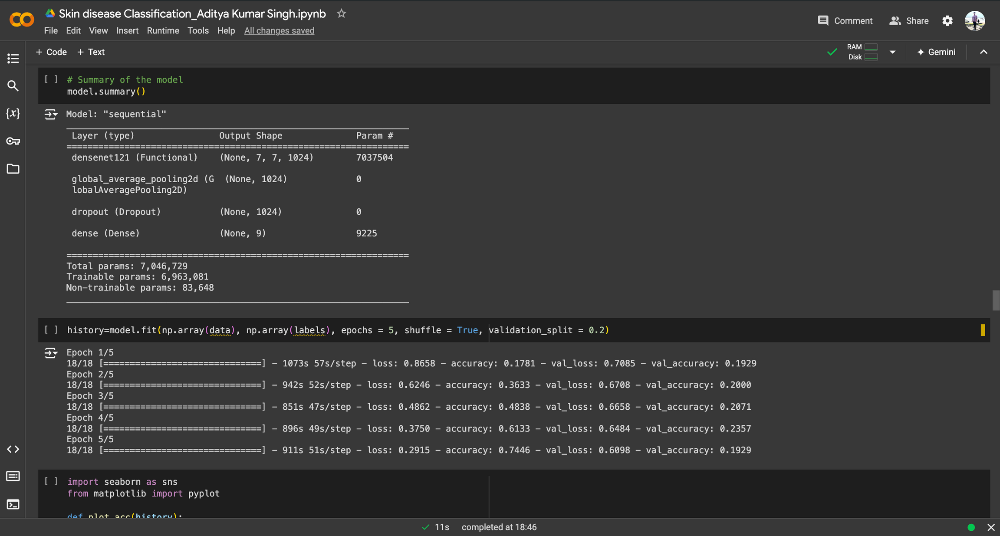 Skin disease Classification_Aditya Kumar Singh.ipynb
File Edit View Insert Runtime Tools Help All changes saved
Comment Share
+ Code + Text
RAM
Disk
Gemini
[ ] # Summary of the model
model.summary()
Model: "sequential"
Layer (type) Output Shape Param #
=================================================================
densenet121 (Functional) (None, 7, 7, 1024) 7037504
global_average_pooling2d (G (None, 1024) 0
lobalAveragePooling2D)
dropout (Dropout) (None, 1024) 0
dense (Dense) (None, 9) 9225
=================================================================
Total params: 7,046,729
Trainable params: 6,963,081
Non-trainable params: 83,648
[ ] history=model.fit(np.array(data), np.array(labels), epochs = 5, shuffle = True, validation_split = 0.2)
Epoch 1/5
18/18 [==============================] - 1073s 57s/step - loss: 0.8658 - accuracy: 0.1781 - val_loss: 0.7085 - val_accuracy: 0.1929
Epoch 2/5
18/18 [==============================] - 942s 52s/step - loss: 0.6246 - accuracy: 0.3633 - val_loss: 0.6708 - val_accuracy: 0.2000
Epoch 3/5
18/18 [==============================] - 851s 47s/step - loss: 0.4862 - accuracy: 0.4838 - val_loss: 0.6658 - val_accuracy: 0.2071
Epoch 4/5
18/18 [==============================] - 896s 49s/step - loss: 0.3750 - accuracy: 0.6133 - val_loss: 0.6484 - val_accuracy: 0.2357
Epoch 5/5
18/18 [==============================] - 911s 51s/step - loss: 0.2915 - accuracy: 0.7446 - val_loss: 0.6098 - val_accuracy: 0.1929
[ ] import seaborn as sns
from matplotlib import pyplot
def plot_acc(history):
11s completed at 18:46